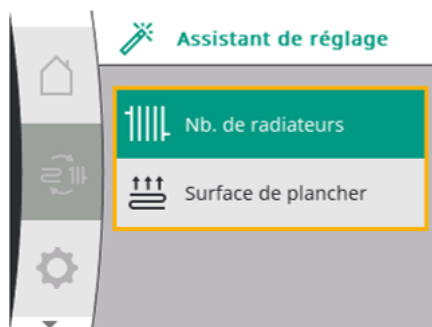 Assistant de réglage
Nb. de radiateurs
Surface de plancher